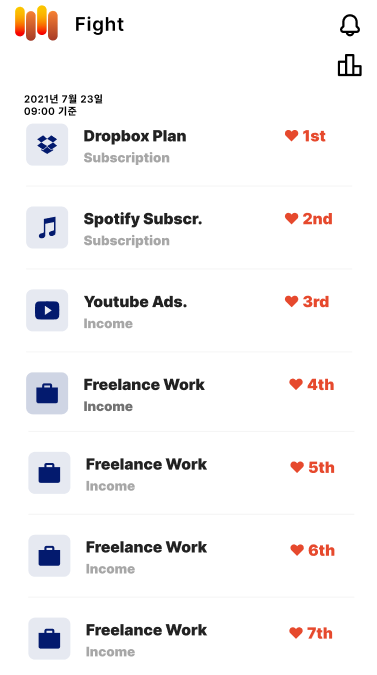 Fight
2021년 7월 23일
09:00 기준
Dropbox Plan
1st
Subscription
Spotify Subscr.
2nd
Subscription
Youtube Ads.
3rd
Income
Freelance Work
4th
Income
Freelance Work
5th
Income
Freelance Work
6th
Income
Freelance Work
7th
Income